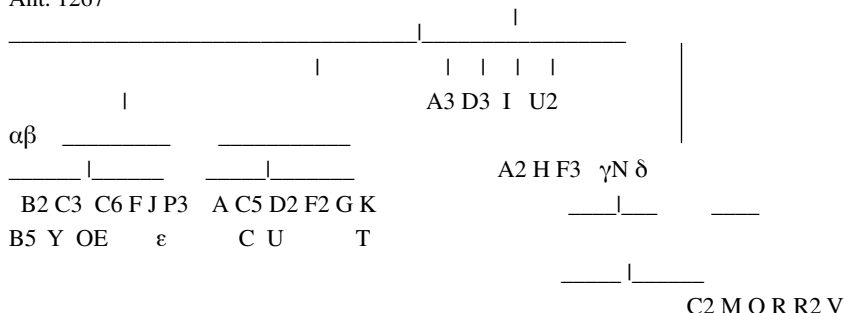 Ant. 1267
A3 D3 I U2
αβ
A2 H F3 γN δ
B2 C3 C6 F J P3 A C5 D2 F2 G K
B5 Y OE ε C U T
C2 M O R R2 V